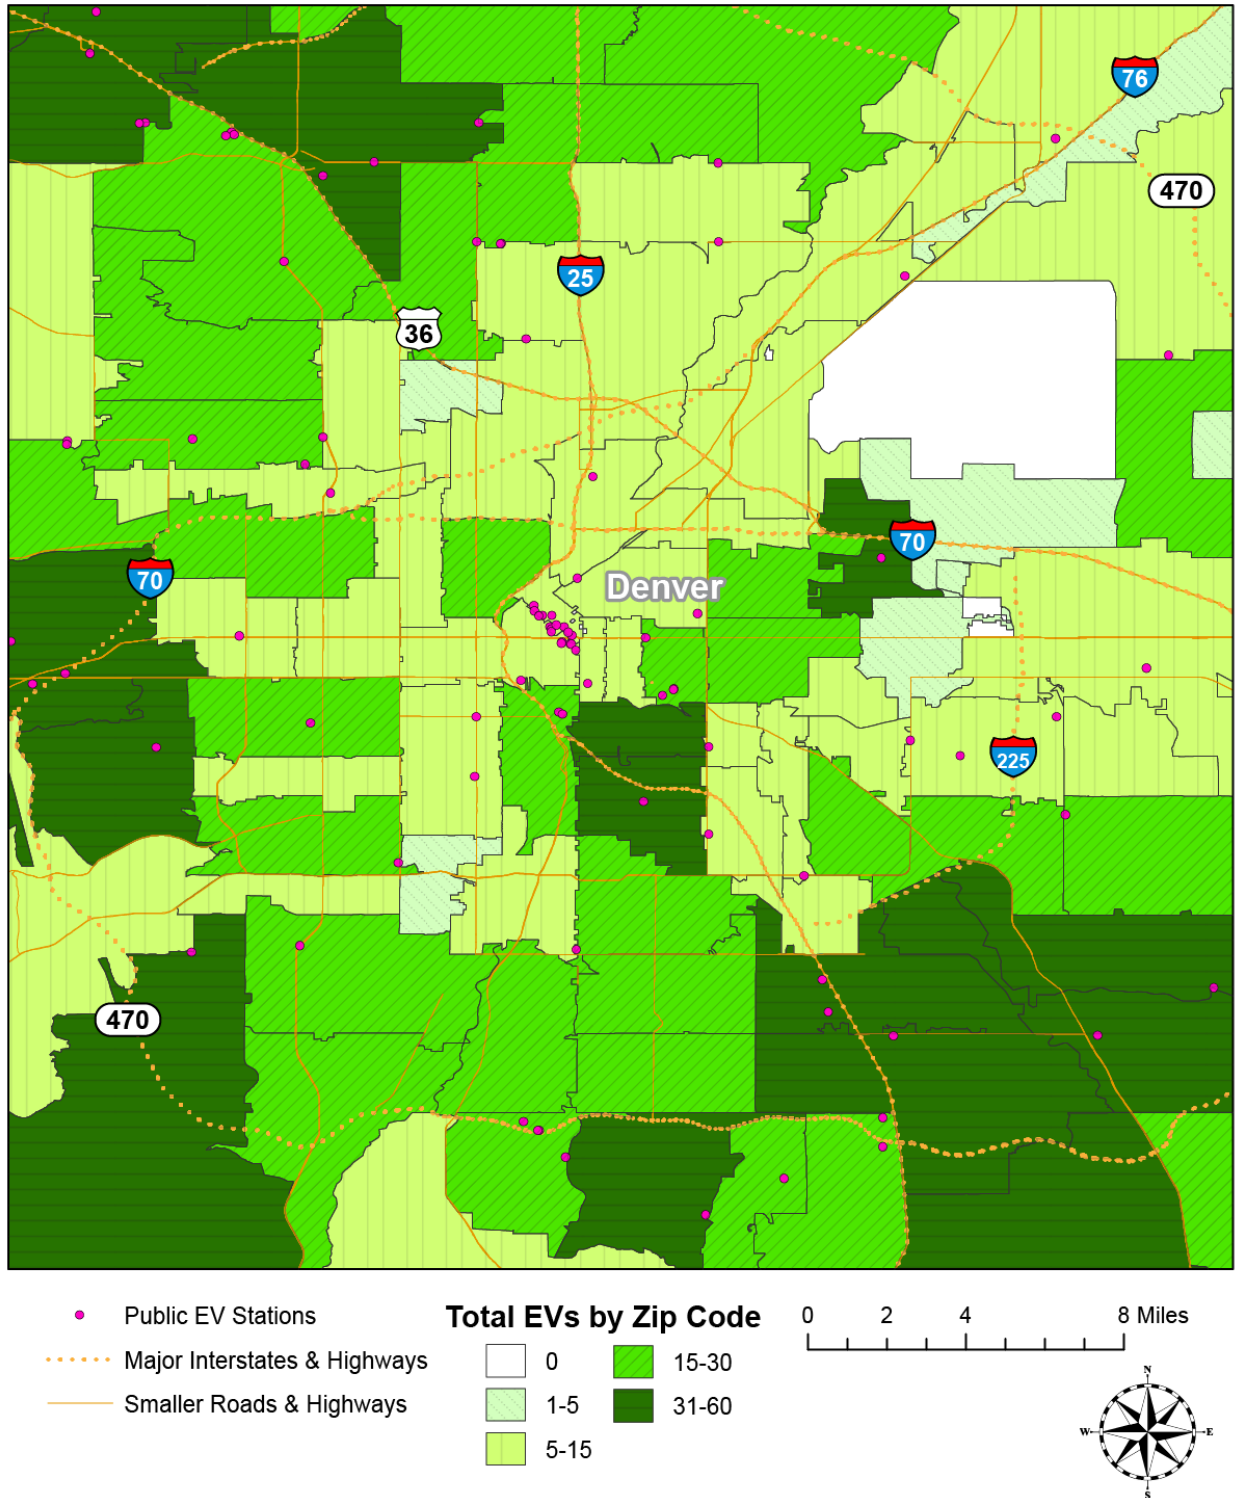 76
470
25
36
70
Denver
70
225
470
Public EV Stations
Major Interstates & Highways
Smaller Roads & Highways
Total EVs by Zip Code
0
1-5
5-15
15-30
31-60
0 2 4 8 Miles
N
W E
S